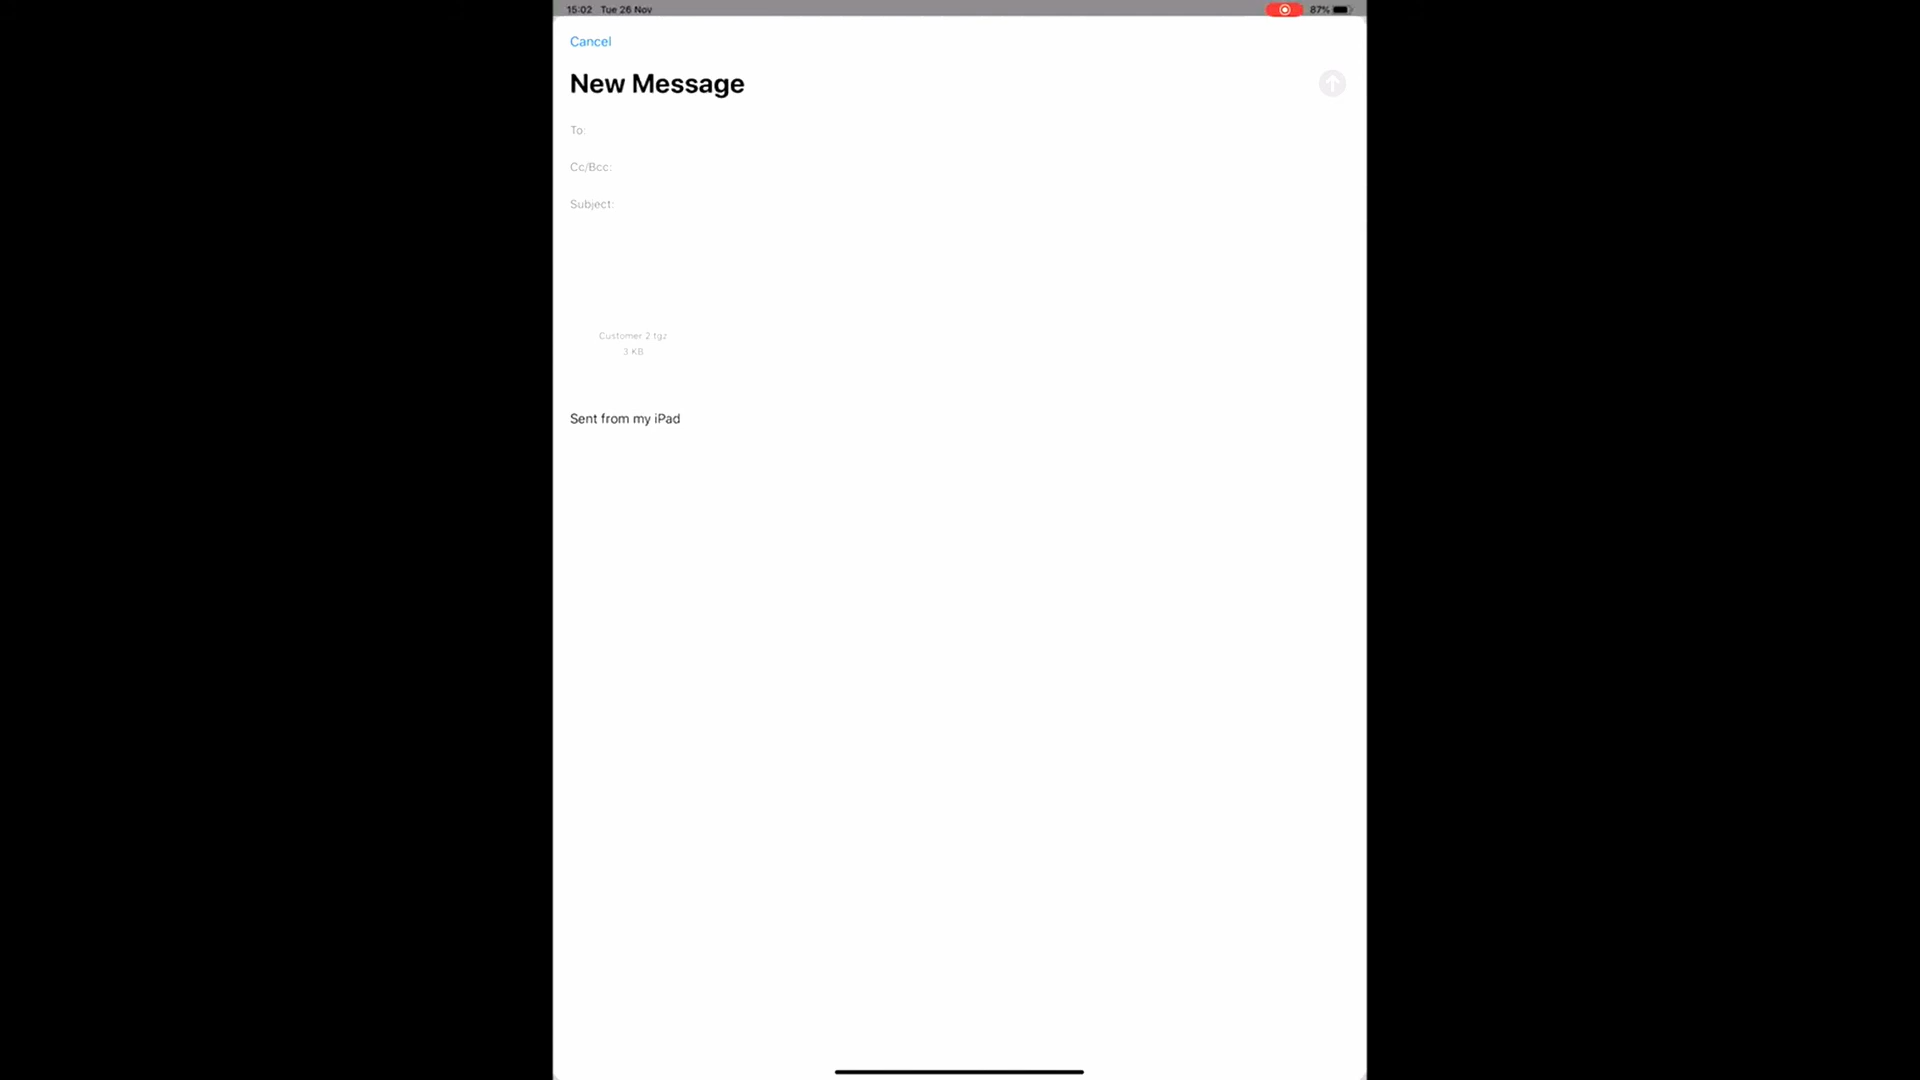 15:02 Tue 26 Nov
87%
Cancel
New Message
To:
Cc/Bcc:
Subject:
Customer 2.tgz
3 KB
Sent from my iPad